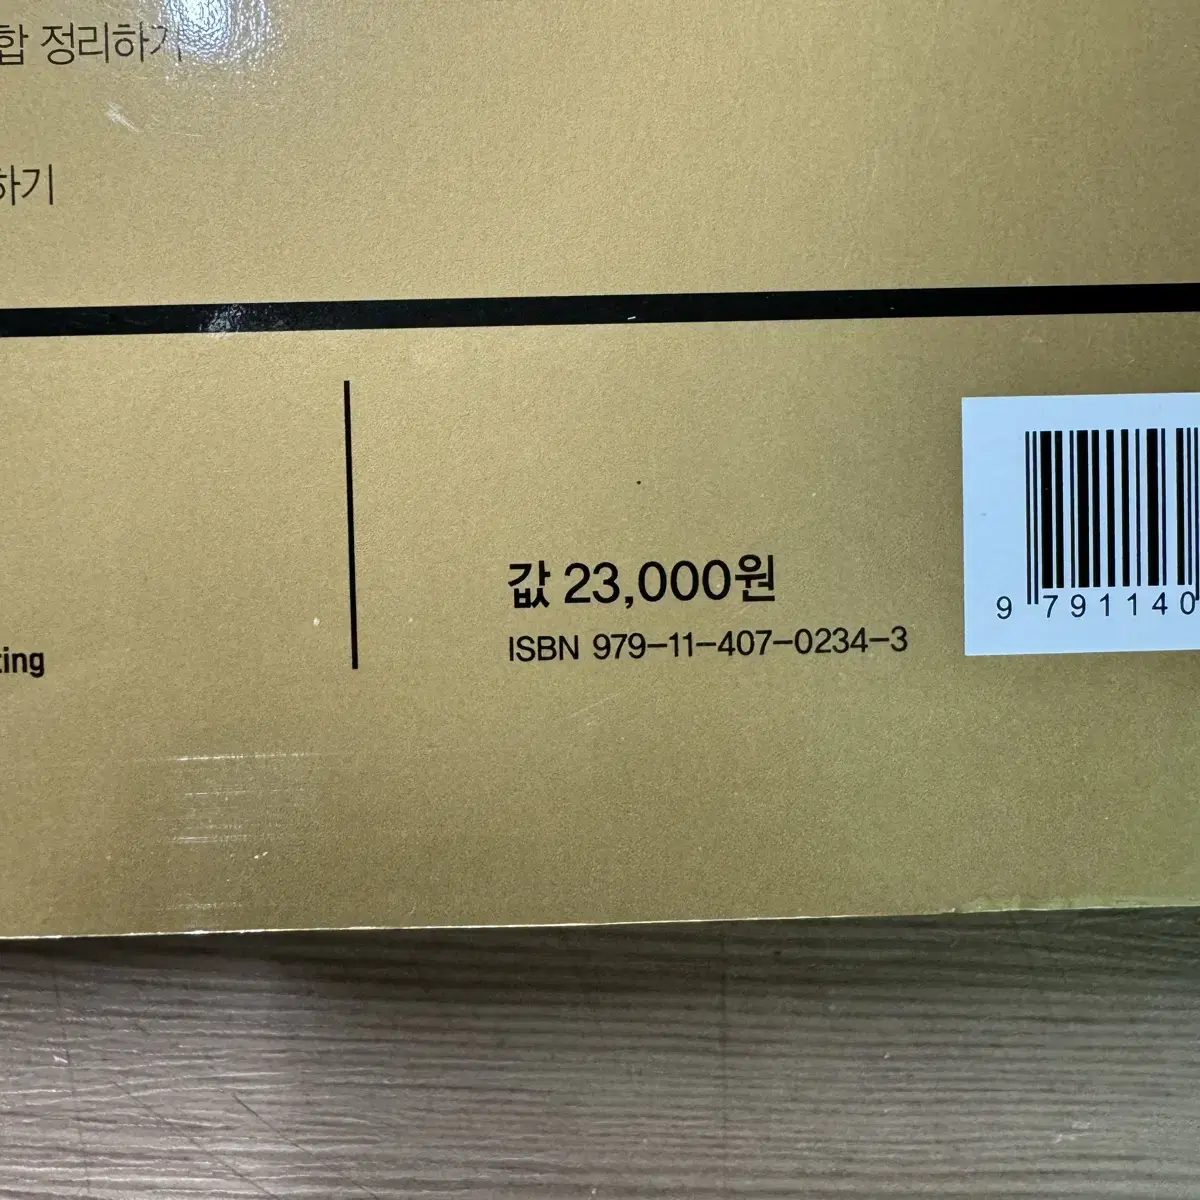 합 정리하기
하기
값 23,000원
ISBN 979-11-407-0234-3
9 791140
ting